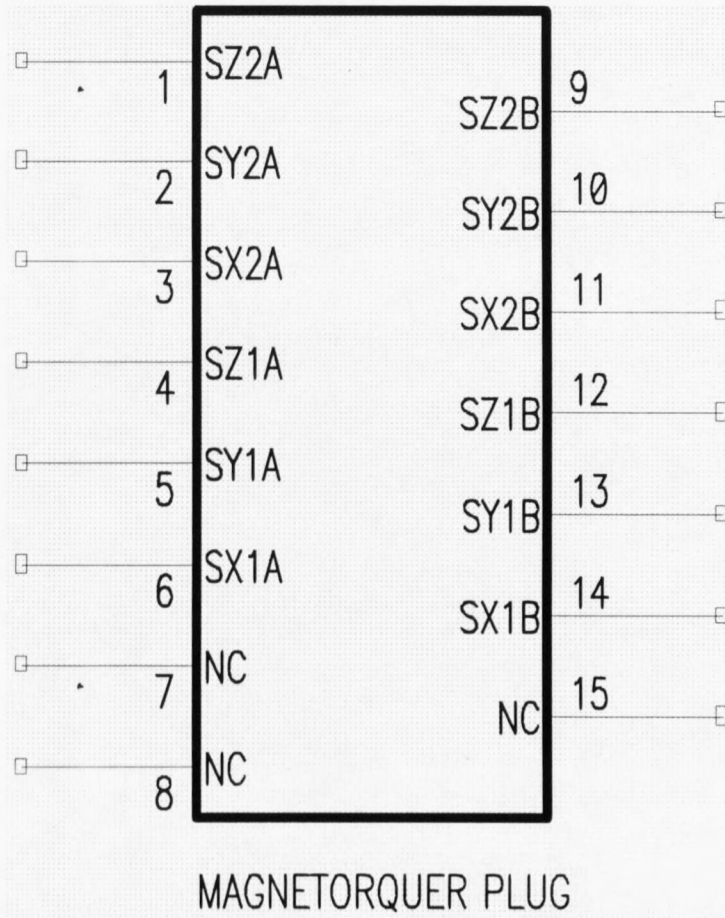 1 SZ2A
SZ2B 9
2 SY2A
SY2B 10
3 SX2A
SX2B 11
4 SZ1A
SZ1B 12
5 SY1A
SY1B 13
6 SX1A
SX1B 14
7 NC
NC 15
8 NC
MAGNETORQUER PLUG